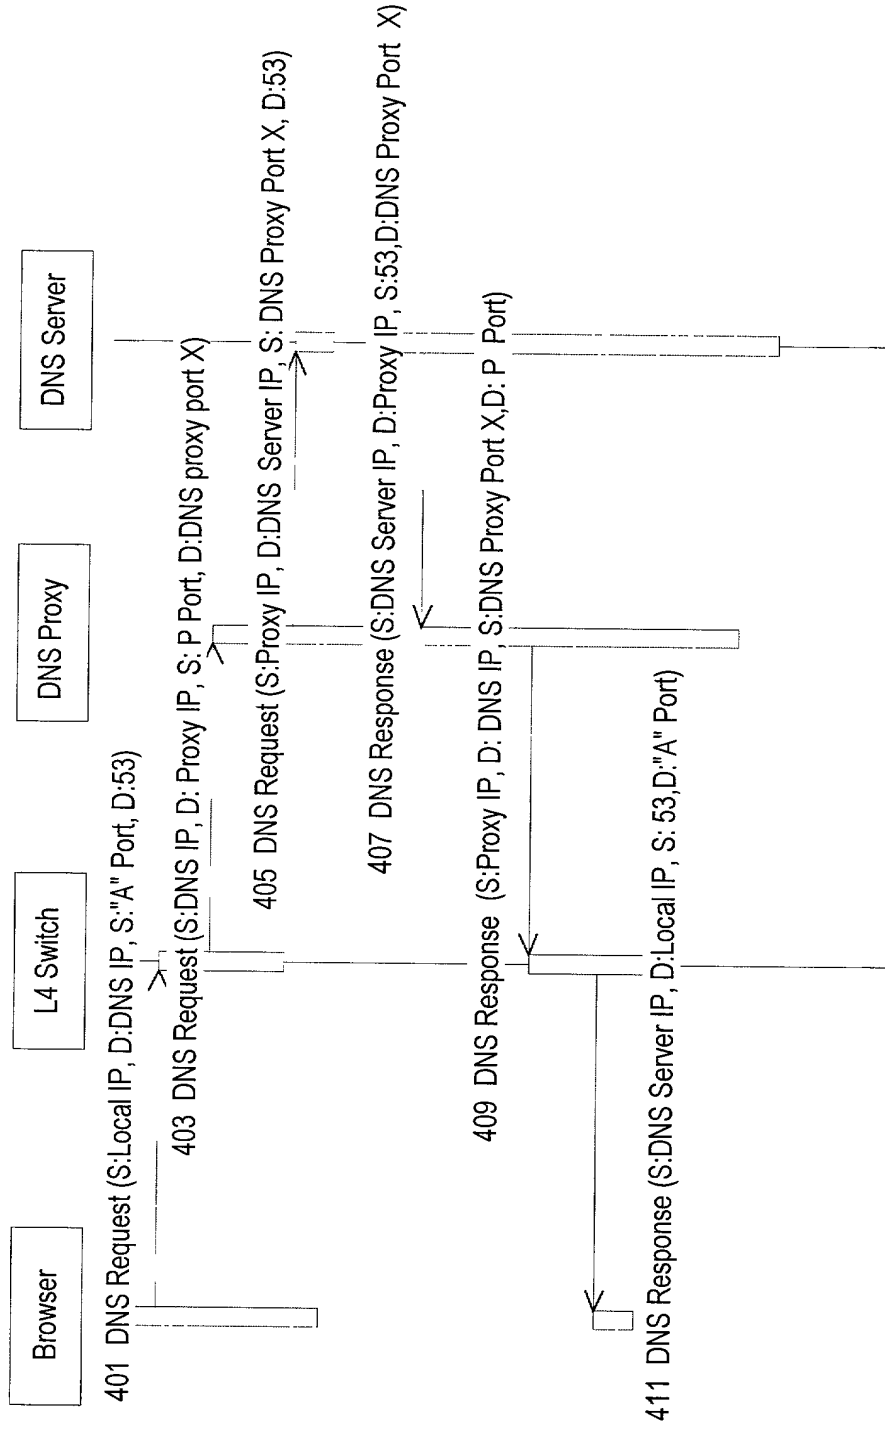 Browser
L4 Switch
DNS Proxy
DNS Server
401 DNS Request (S:Local IP, D:DNS IP, S:"A" Port, D:53)
403 DNS Request (S:DNS IP, D: Proxy IP, S: P Port, D:DNS proxy port X)
405 DNS Request (S:Proxy IP, D:DNS Server IP, S: DNS Proxy Port X, D:53)
407 DNS Response (S:DNS Server IP, D:Proxy IP, S:53,D:DNS Proxy Port X)
409 DNS Response (S:Proxy IP, D: DNS IP, S:DNS Proxy Port X,D: P Port)
411 DNS Response (S:DNS Server IP, D:Local IP, S: 53,D:"A" Port)